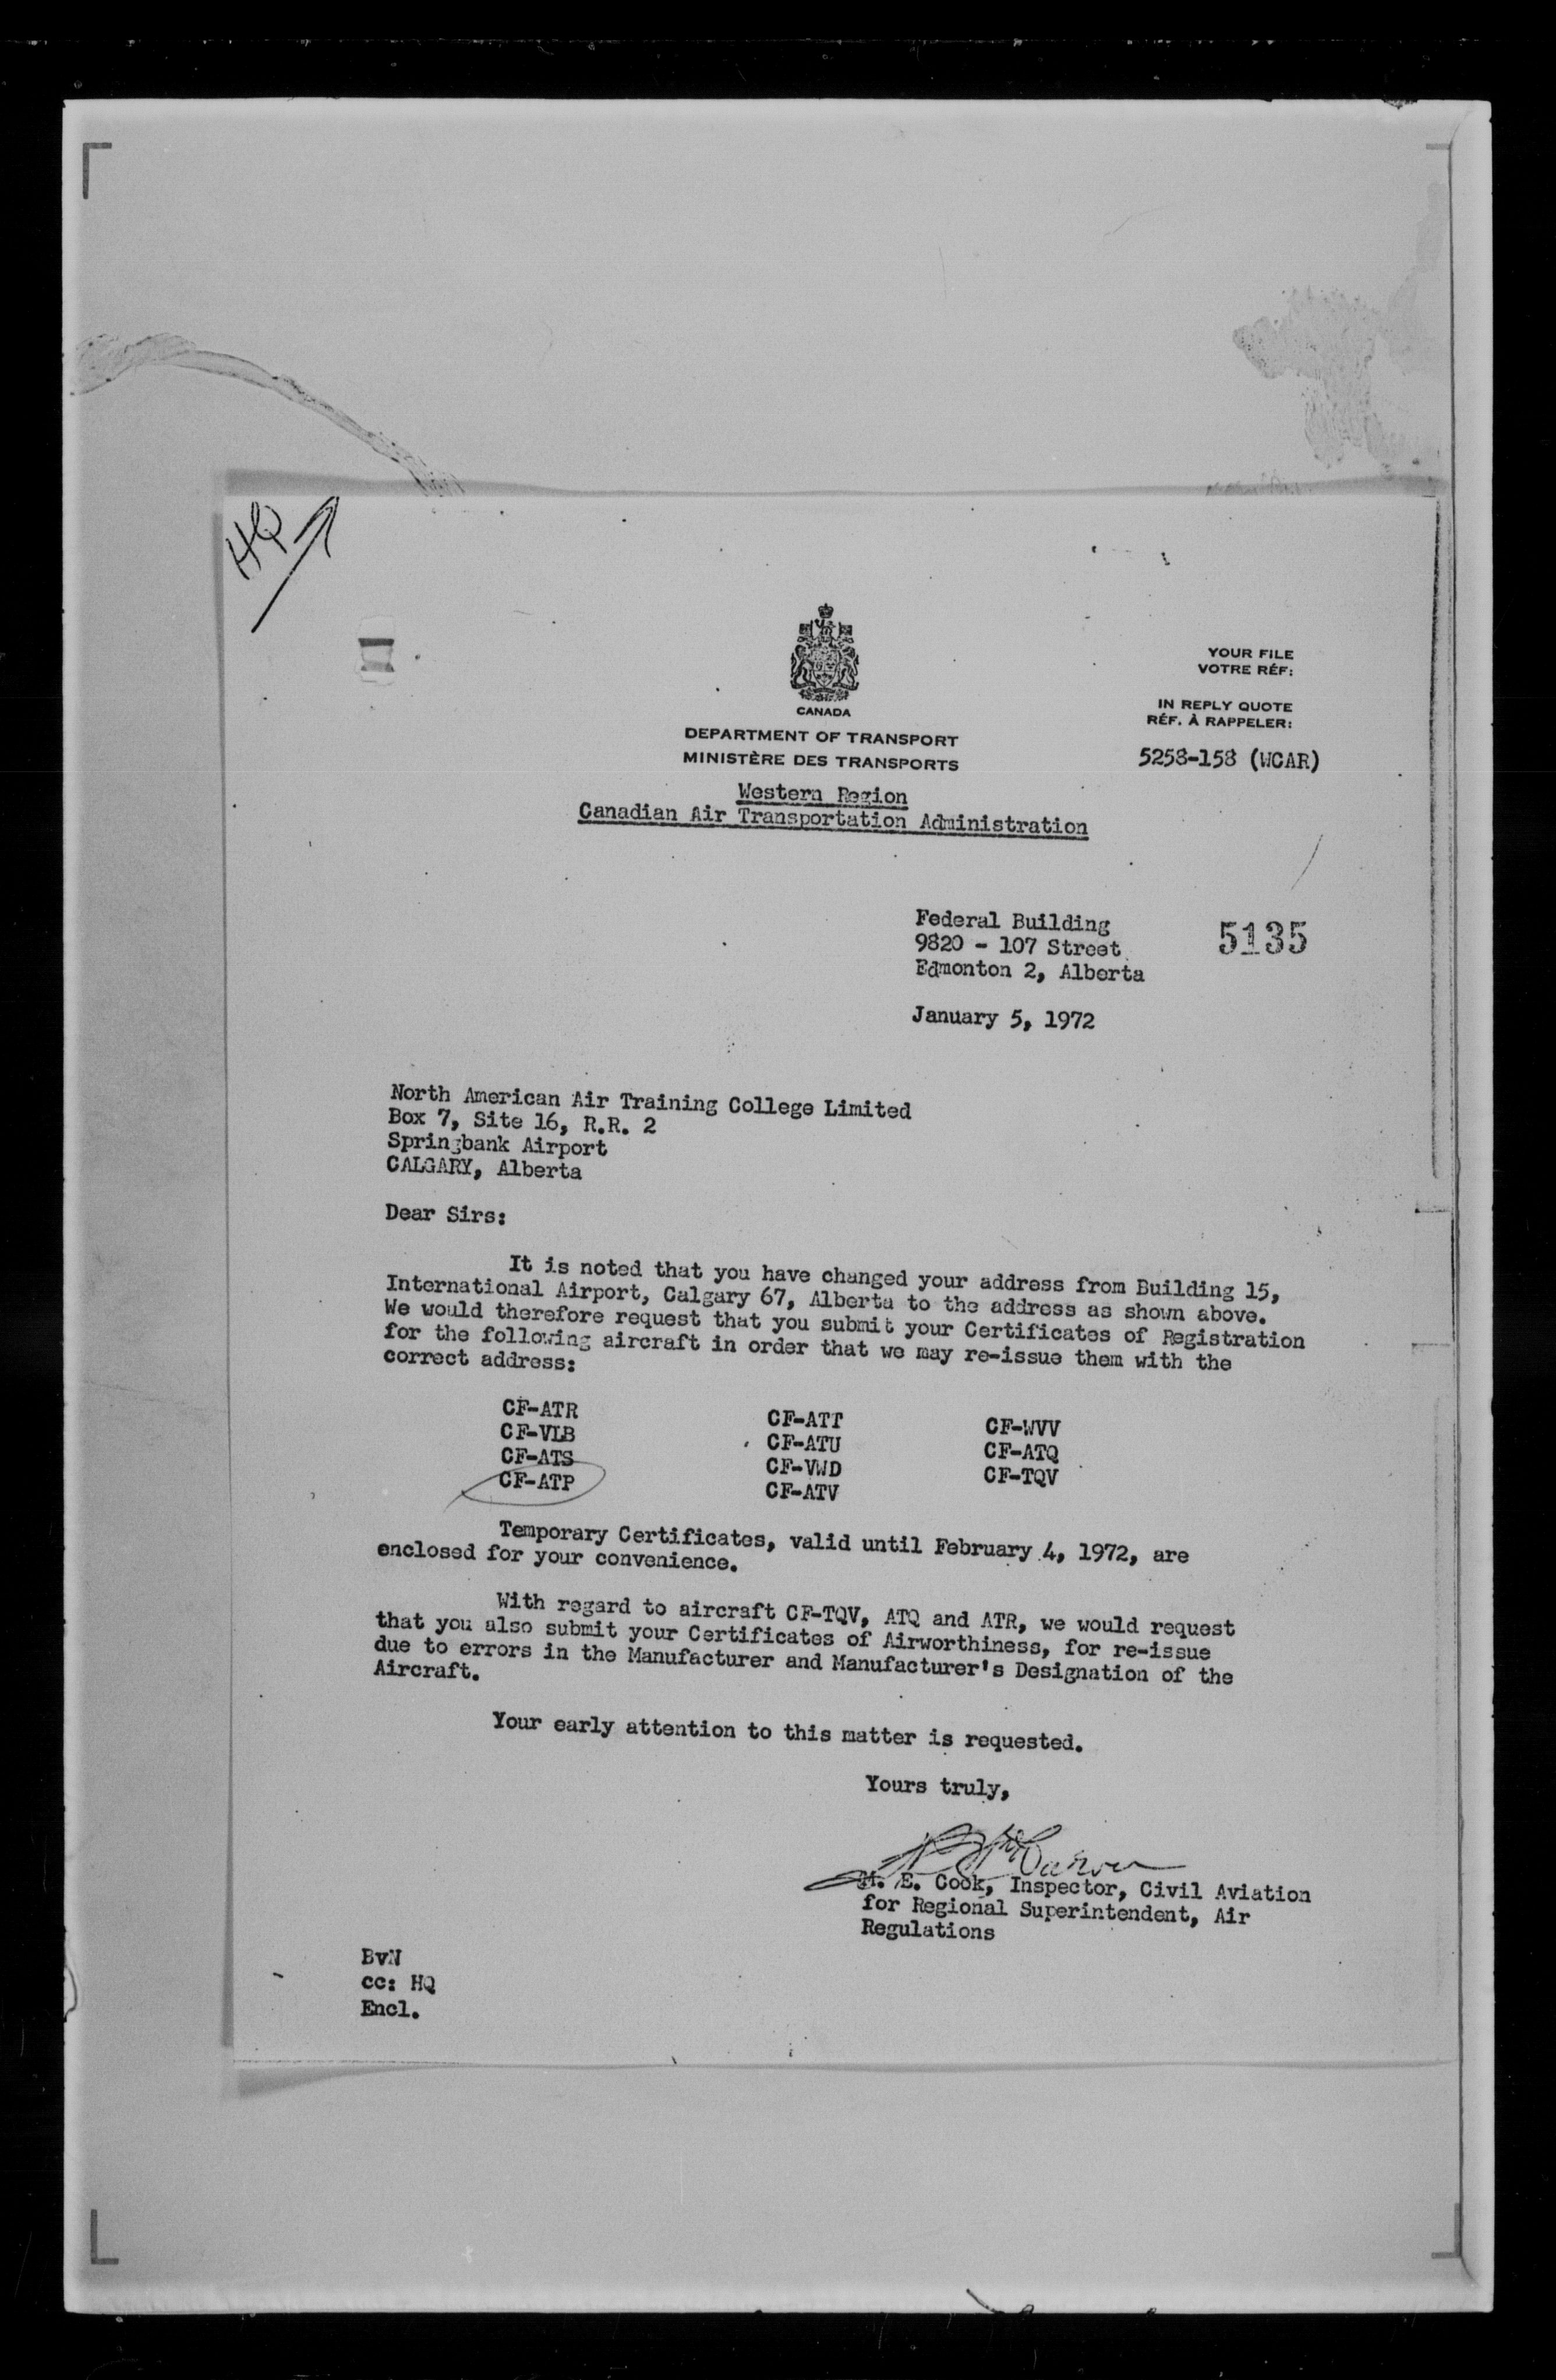 HQ
CANADA
DEPARTMENT OF TRANSPORT
MINISTÈRE DES TRANSPORTS
Western Region
Canadian Air Transportation Administration
YOUR FILE
VOTRE RÉF:
IN REPLY QUOTE
RÉF. À RAPPELER:
5258-158 (WCAR)
Federal Building
9820 - 107 Street
Edmonton 2, Alberta
5135
January 5, 1972
North American Air Training College Limited
Box 7, Site 16, R.R. 2
Springbank Airport
CALGARY, Alberta
Dear Sirs:
It is noted that you have changed your address from Building 15,
International Airport, Calgary 67, Alberta to the address as shown above.
We would therefore request that you submit your Certificates of Registration
for the following aircraft in order that we may re-issue them with the
correct address:
CF-ATR CF-ATT CF-WVV
CF-VLB CF-ATU CF-ATQ
CF-ATS CF-VWD CF-TQV
CF-ATP CF-ATV
Temporary Certificates, valid until February 4, 1972, are
enclosed for your convenience.
With regard to aircraft CF-TQV, ATQ and ATR, we would request
that you also submit your Certificates of Airworthiness, for re-issue
due to errors in the Manufacturer and Manufacturer's Designation of the
Aircraft.
Your early attention to this matter is requested.
Yours truly,
M. E. Cook, Inspector, Civil Aviation
for Regional Superintendent, Air
Regulations
BvN
cc: HQ
Encl.